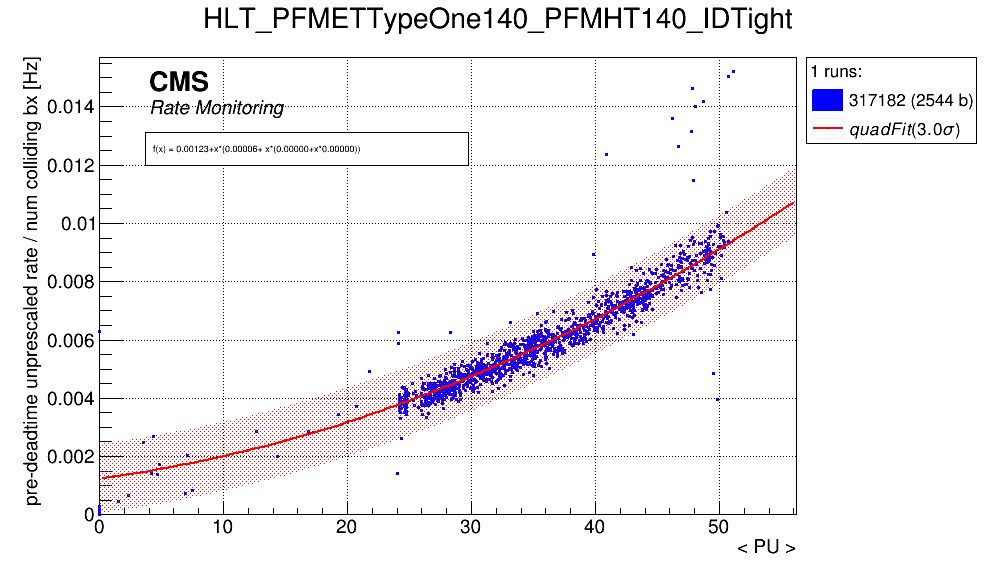 HLT_PFMETTypeOne140_PFMHT140_IDTight
pre-deadtime unprescaled rate / num colliding bx [Hz]
CMS
Rate Monitoring
f(x) = 0.00123+x*(0.00006+ x*(0.00000+x*0.00000))
1 runs:
317182 (2544 b)
quadFit(3.0σ)
0.014
0.012
0.01
0.008
0.006
0.004
0.002
0
0 10 20 30 40 50
< PU >